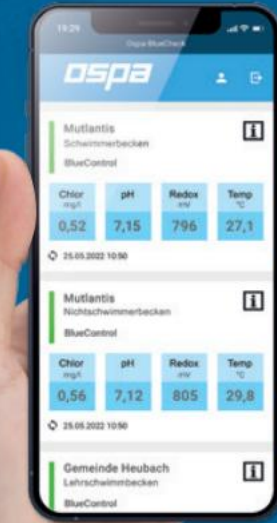 19:29
Ospa BlueCheck
ospa
Mutlantis
Schwimmerbecken
BlueControl
Chlor pH Redox Temp
mg/l mV °C
0,52 7,15 796 27,1
25.05.2022 10:50
Mutlantis
Nichtschwimmerbecken
BlueControl
Chlor pH Redox Temp
mg/l mV °C
0,56 7,12 805 29,8
25.05.2022 10:50
Gemeinde Heubach
Lehrschwimmbecken
BlueControl